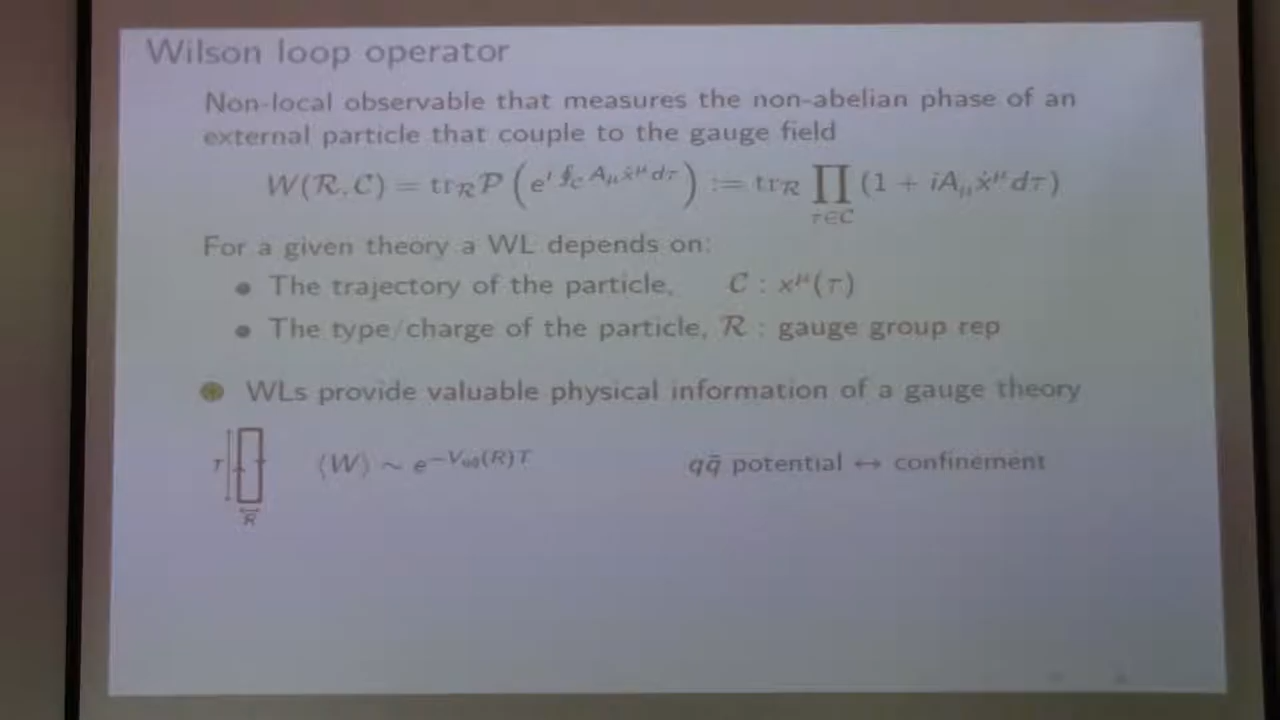 Wilson loop operator
Non-local observable that measures the non-abelian phase of an
external particle that couple to the gauge field
W(ℛ,𝒞) = tr_ℛ 𝒫 (e^{i ∮_𝒞 A_μ ẋ^μ dτ}) := tr_ℛ ∏_{τ∈𝒞} (1 + iA_μ ẋ^μ dτ)
For a given theory a WL depends on:
• The trajectory of the particle, 𝒞 : x^μ(τ)
• The type/charge of the particle, ℛ : gauge group rep
WLs provide valuable physical information of a gauge theory
T
R
⟨W⟩ ~ e^{-V_{qq̄}(R)T} qq̄ potential ↔ confinement